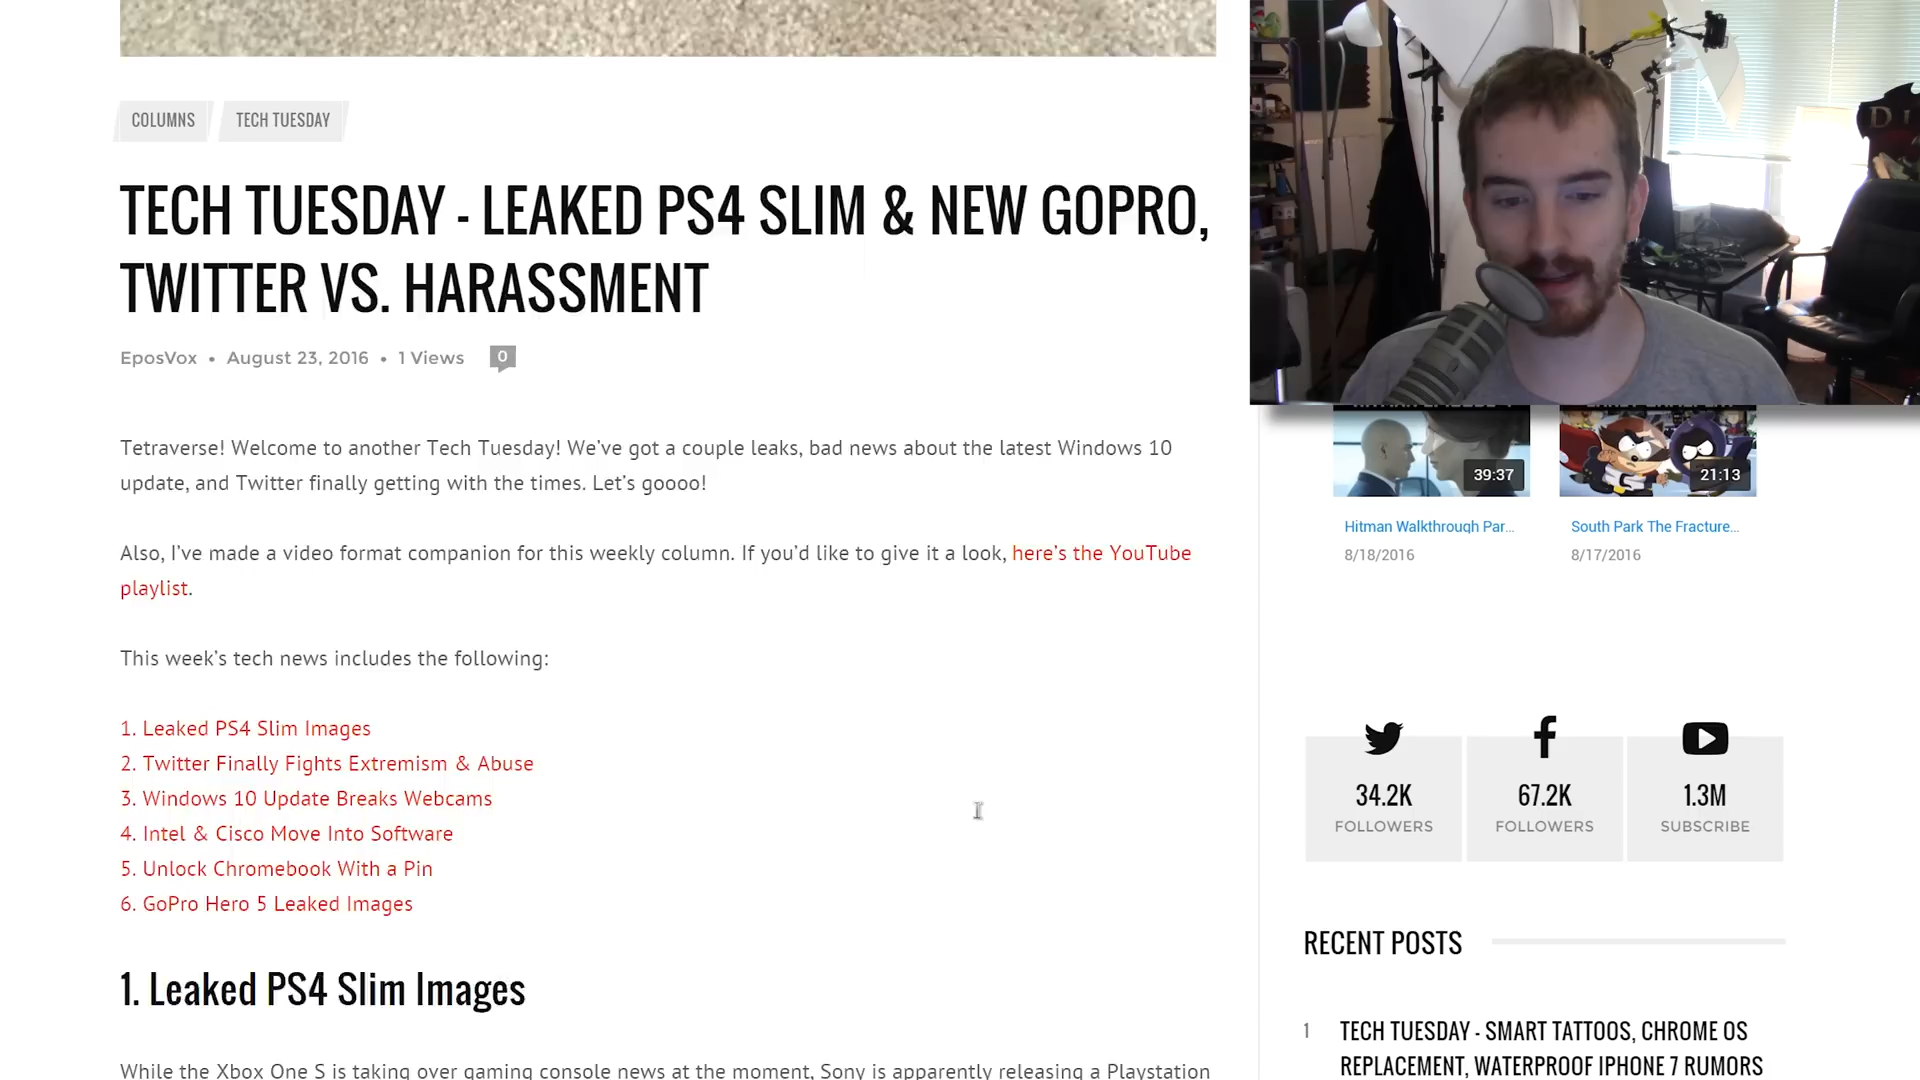 COLUMNS
TECH TUESDAY
TECH TUESDAY - LEAKED PS4 SLIM & NEW GOPRO,
TWITTER VS. HARASSMENT
EposVox • August 23, 2016 • 1 Views 0
Tetraverse! Welcome to another Tech Tuesday! We’ve got a couple leaks, bad news about the latest Windows 10
update, and Twitter finally getting with the times. Let’s goooo!
Also, I’ve made a video format companion for this weekly column. If you’d like to give it a look, here’s the YouTube
playlist.
This week’s tech news includes the following:
1. Leaked PS4 Slim Images
2. Twitter Finally Fights Extremism & Abuse
3. Windows 10 Update Breaks Webcams
4. Intel & Cisco Move Into Software
5. Unlock Chromebook With a Pin
6. GoPro Hero 5 Leaked Images
1. Leaked PS4 Slim Images
While the Xbox One S is taking over gaming console news at the moment, Sony is apparently releasing a Playstation
39:37
21:13
Hitman Walkthrough Par...
South Park The Fracture...
8/18/2016
8/17/2016
34.2K
FOLLOWERS
67.2K
FOLLOWERS
1.3M
SUBSCRIBE
RECENT POSTS
1 TECH TUESDAY - SMART TATTOOS, CHROME OS
REPLACEMENT, WATERPROOF IPHONE 7 RUMORS